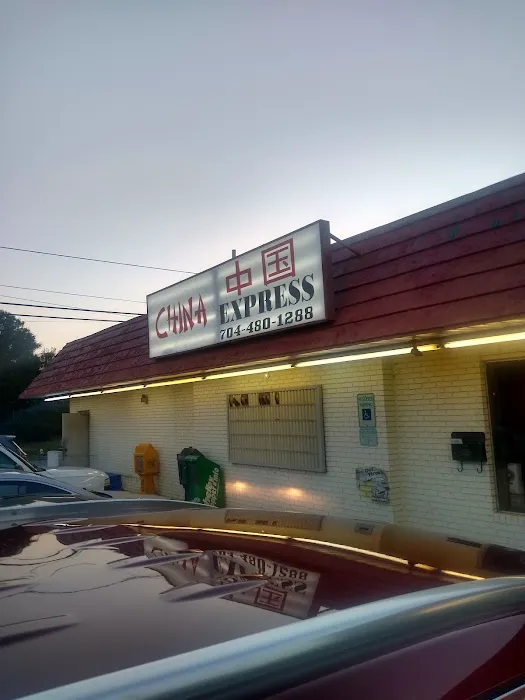 CHINA 中国
EXPRESS
704-480-1288